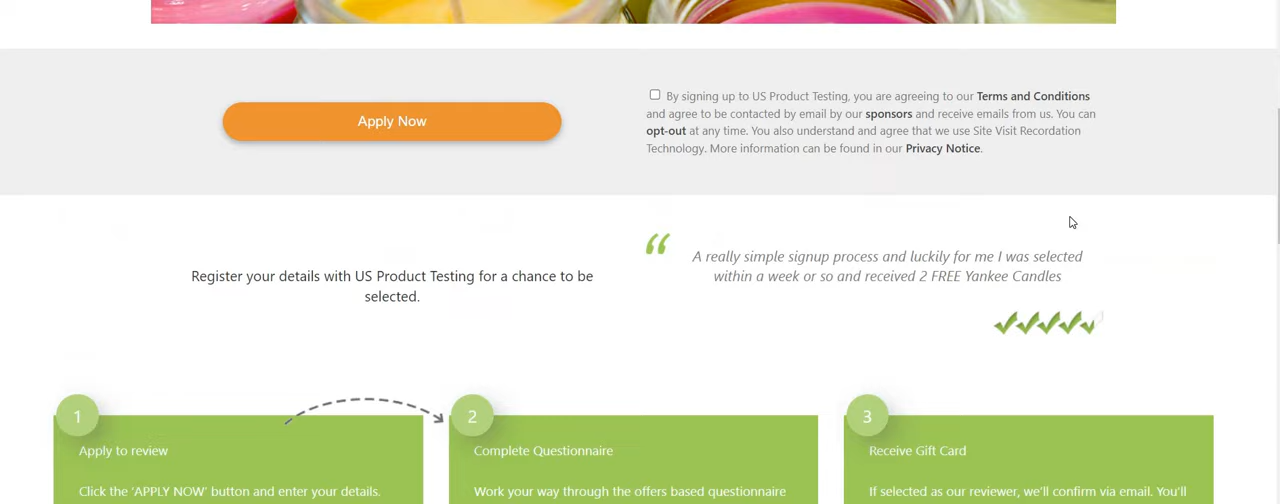 Apply Now
By signing up to US Product Testing, you are agreeing to our Terms and Conditions
and agree to be contacted by email by our sponsors and receive emails from us. You can
opt-out at any time. You also understand and agree that we use Site Visit Recordation
Technology. More information can be found in our Privacy Notice.
Register your details with US Product Testing for a chance to be
selected.
“ A really simple signup process and luckily for me I was selected
within a week or so and received 2 FREE Yankee Candles
1
Apply to review
Click the 'APPLY NOW' button and enter your details.
2
Complete Questionnaire
Work your way through the offers based questionnaire
3
Receive Gift Card
If selected as our reviewer, we'll confirm via email. You'll